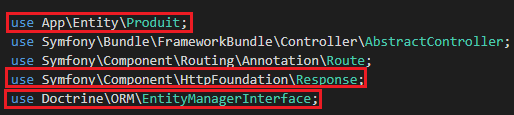 use App\Entity\Produit;
use Symfony\Bundle\FrameworkBundle\Controller\AbstractController;
use Symfony\Component\Routing\Annotation\Route;
use Symfony\Component\HttpFoundation\Response;
use Doctrine\ORM\EntityManagerInterface;